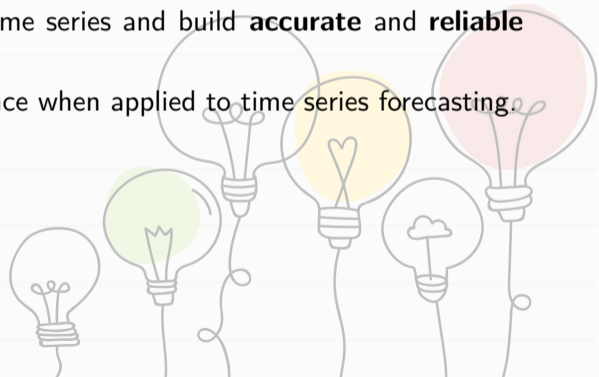 me series and build accurate and reliable
ce when applied to time series forecasting.